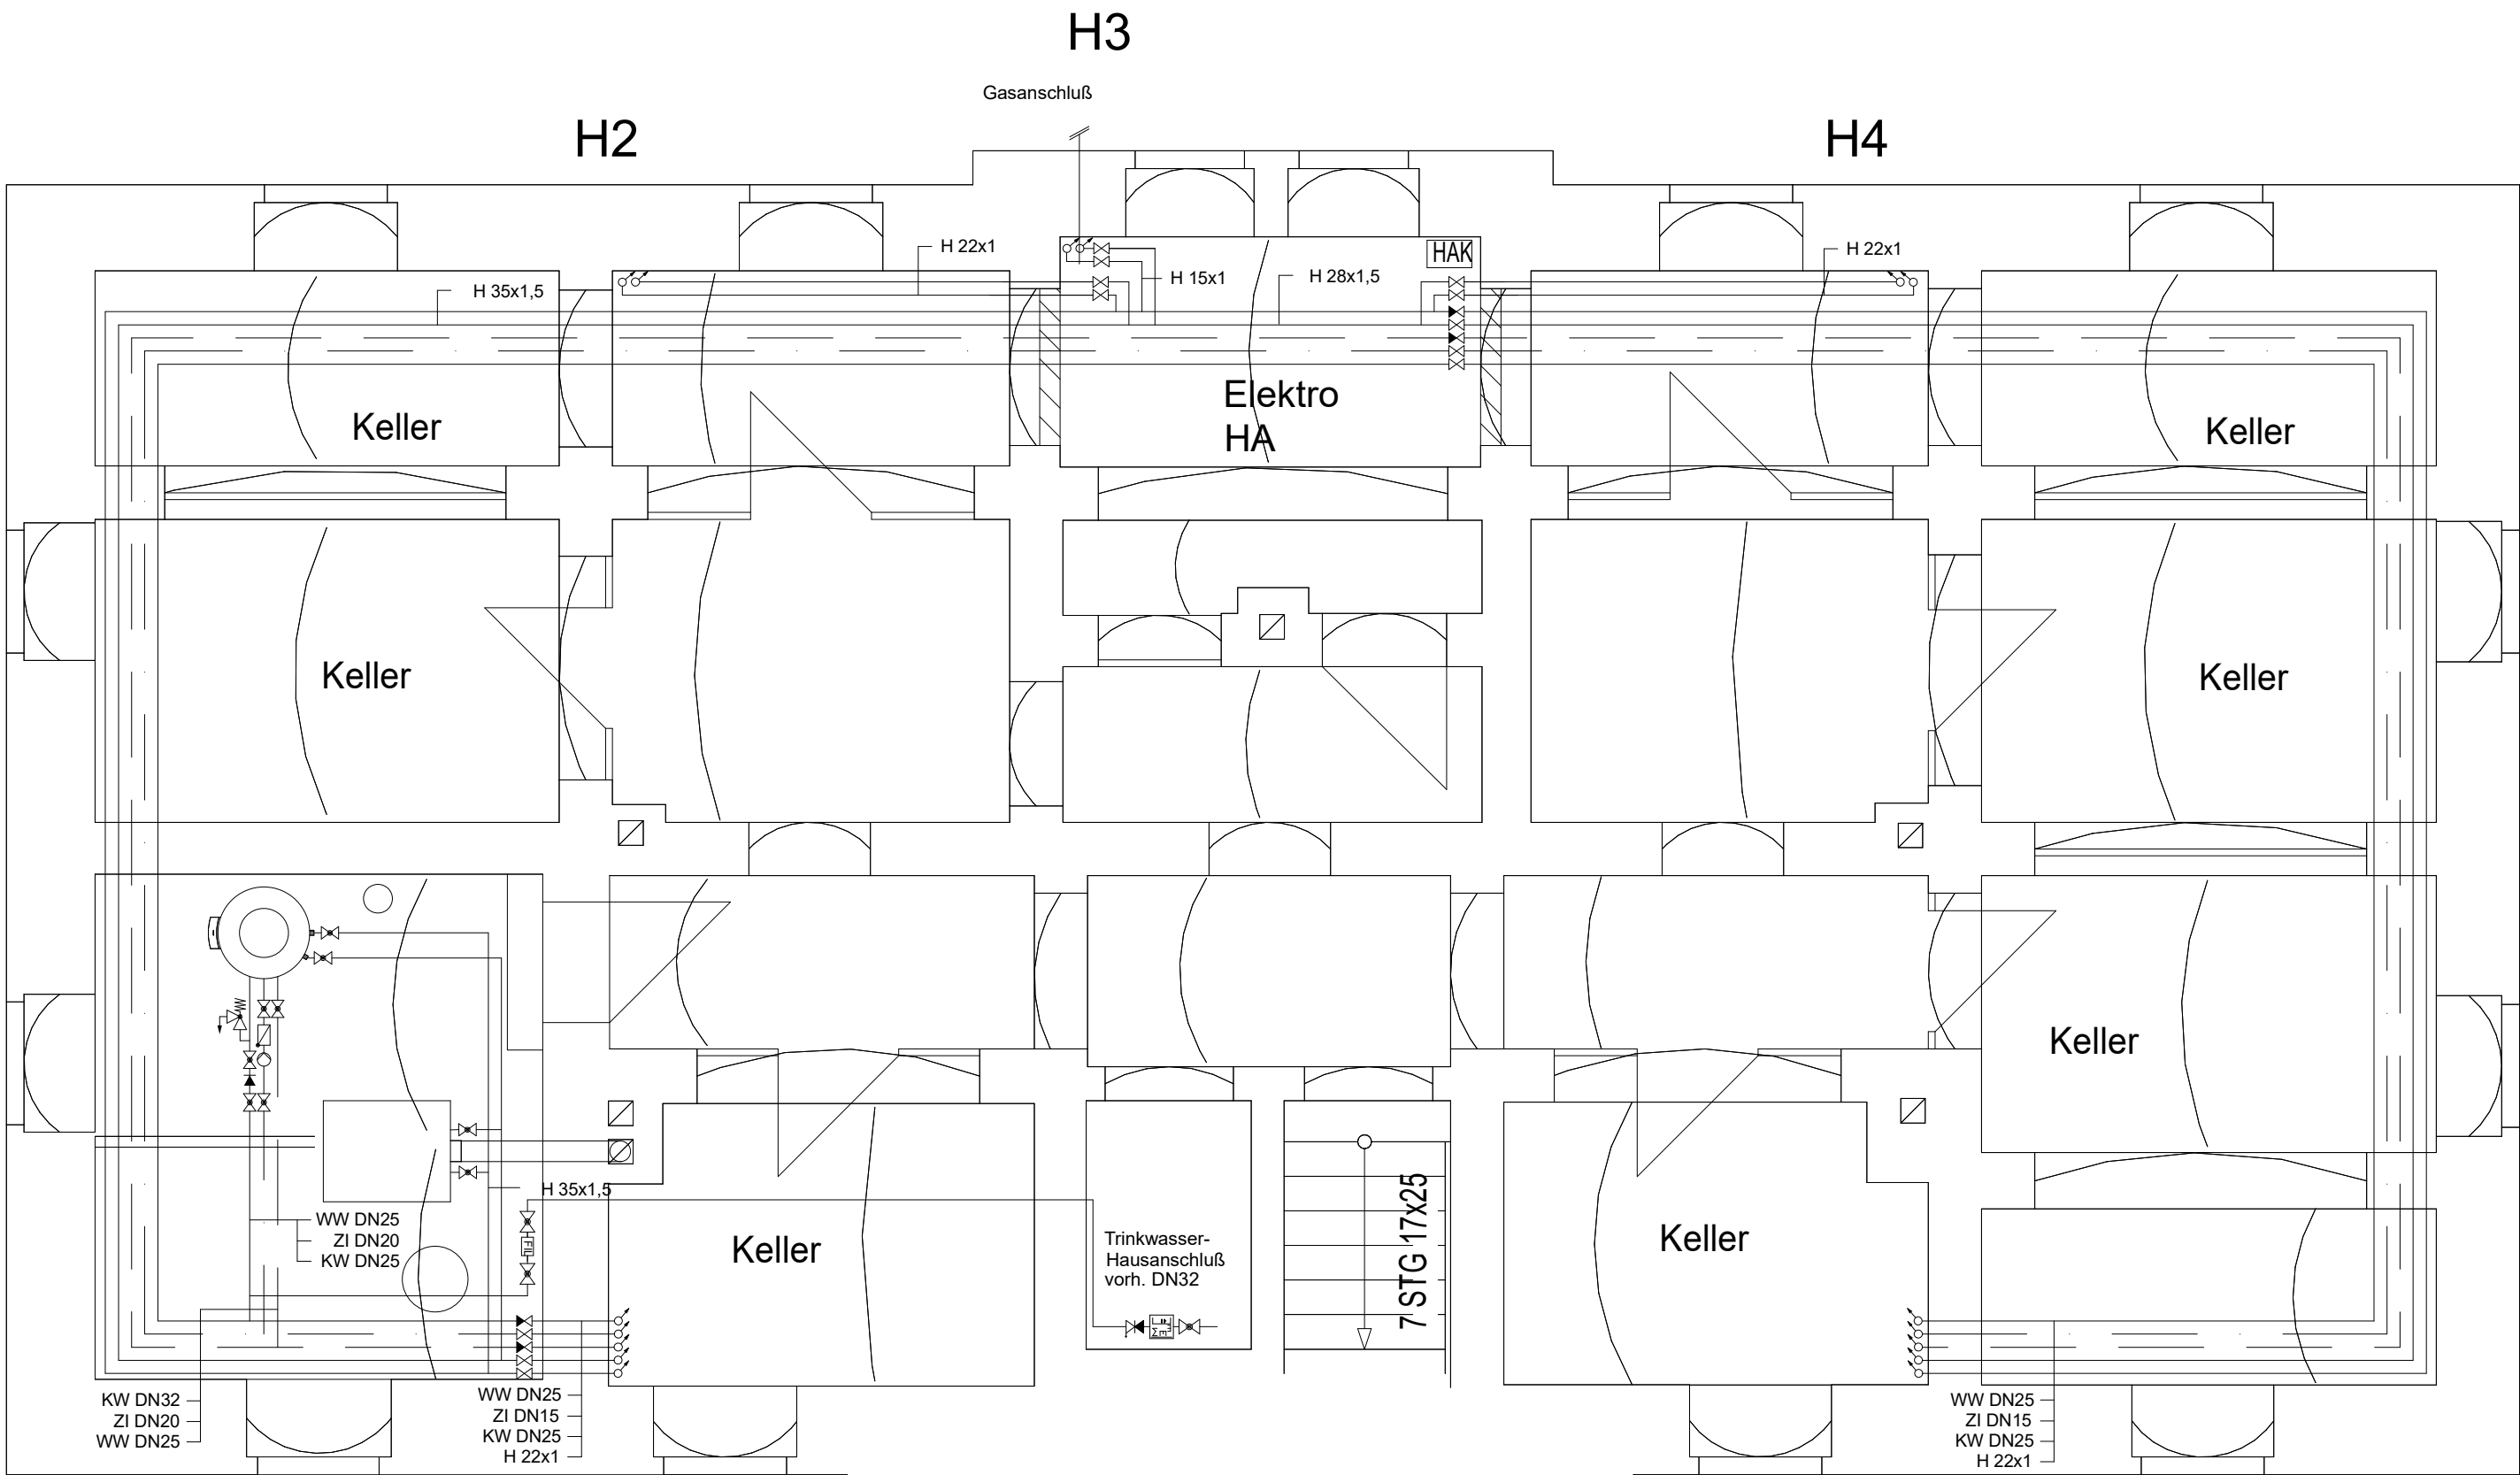 H3
Gasanschluß
H2
H4
H 22x1
HAK
H 22x1
H 15x1
H 28x1,5
H 35x1,5
Elektro
HA
Keller
Keller
Keller
Keller
Keller
H 35x1,5
WW DN25
ZI DN20
KW DN25
FIL
Keller
Trinkwasser-
Hausanschluß
vorh. DN32
7 STG 17x25
Keller
KW DN32
ZI DN20
WW DN25
WW DN25
ZI DN15
KW DN25
H 22x1
WW DN25
ZI DN15
KW DN25
H 22x1